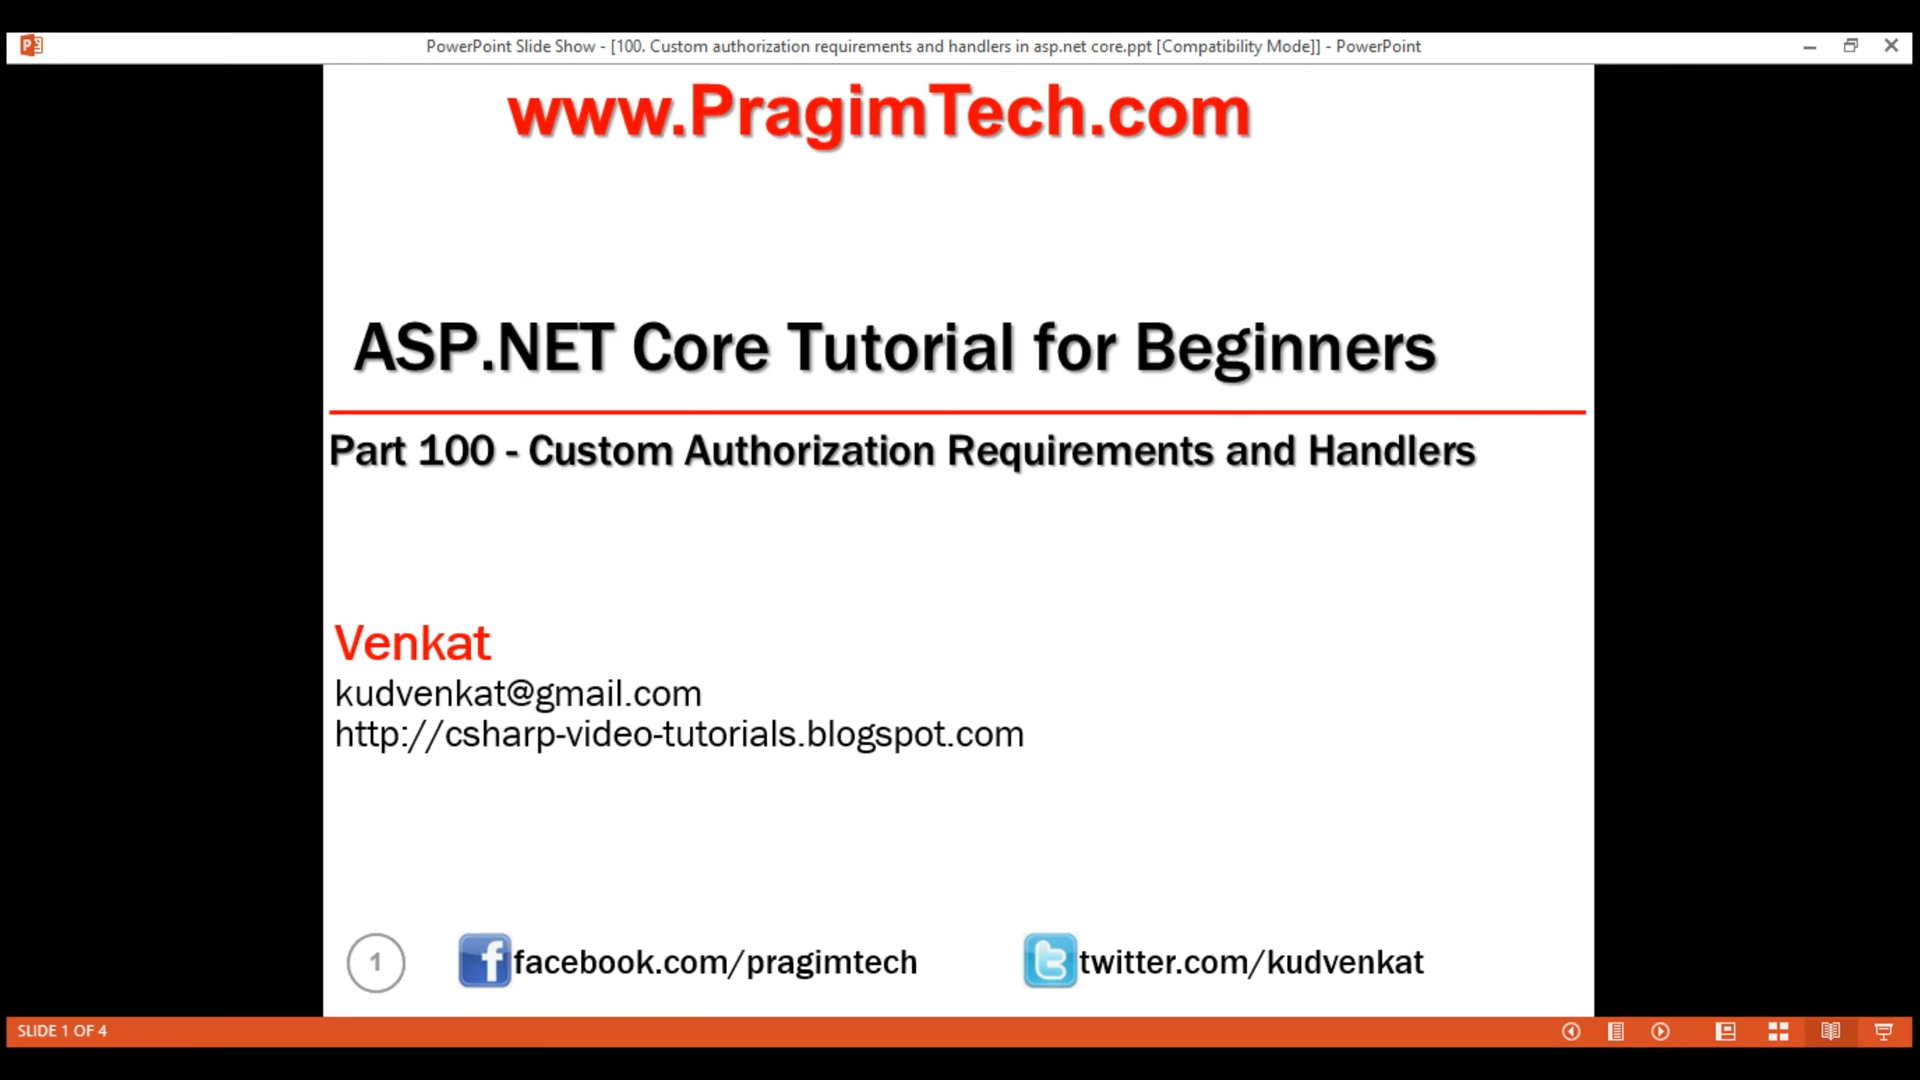 PowerPoint Slide Show - [100. Custom authorization requirements and handlers in asp.net core.ppt [Compatibility Mode]] - PowerPoint
www.PragimTech.com
ASP.NET Core Tutorial for Beginners
Part 100 - Custom Authorization Requirements and Handlers
Venkat
kudvenkat@gmail.com
http://csharp-video-tutorials.blogspot.com
1
facebook.com/pragimtech
twitter.com/kudvenkat
SLIDE 1 OF 4